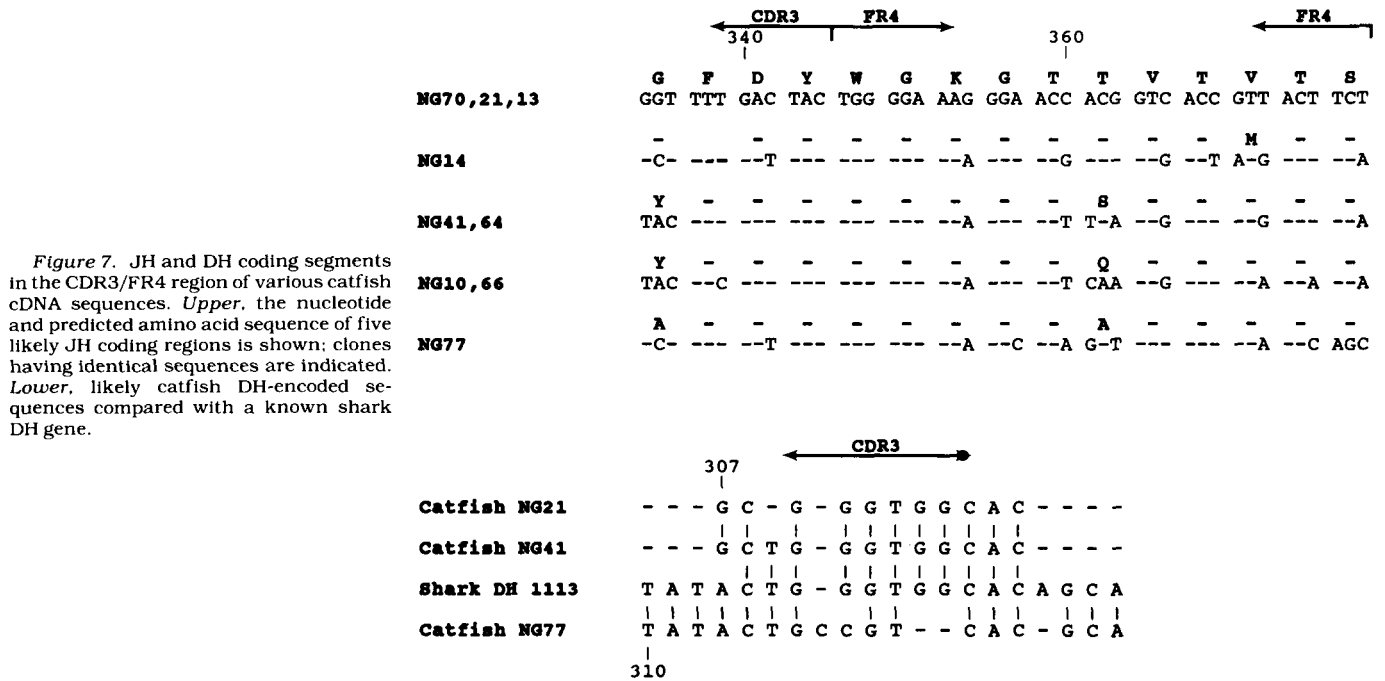 CDR3 FR4 FR4
340 360
G F D Y W G K G T T V T V T S
NG70,21,13 GGT TTT GAC TAC TGG GGA AAG GGA ACC ACG GTC ACC GTT ACT TCT
- - - - - - - - - - - M - -
NG14 -C- --- --T --- --- --- --A --- --G --- --G --T A-G --- --A
Y - - - - - - - - S - - - - -
NG41,64 TAC --- --- --- --- --- --A --- --T T-A --G --- --G --- --A
Y - - - - - - - - Q - - - - -
NG10,66 TAC --C --- --- --- --- --A --- --T CAA --G --- --A --A --A
A - - - - - - - - A - - - - -
NG77 -C- --- --T --- --- --- --A --C --A G-T --- --- --A --C AGC
Figure 7. JH and DH coding segments
in the CDR3/FR4 region of various catfish
cDNA sequences. Upper, the nucleotide
and predicted amino acid sequence of five
likely JH coding regions is shown; clones
having identical sequences are indicated.
Lower, likely catfish DH-encoded se-
quences compared with a known shark
DH gene.
CDR3
307
Catfish NG21 - - - G C - G - G G T G G C A C - - - -
Catfish NG41 - - - G C T G - G G T G G C A C - - - -
Shark DH 1113 T A T A C T G - G G T G G C A C A G C A
Catfish NG77 T A T A C T G C C G T - - C A C - G C A
310